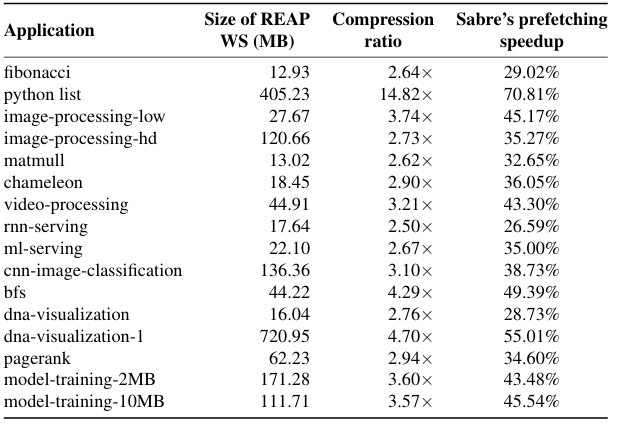 Application Size of REAP WS (MB) Compression ratio Sabre's prefetching speedup
fibonacci 12.93 2.64× 29.02%
python list 405.23 14.82× 70.81%
image-processing-low 27.67 3.74× 45.17%
image-processing-hd 120.66 2.73× 35.27%
matmull 13.02 2.62× 32.65%
chameleon 18.45 2.90× 36.05%
video-processing 44.91 3.21× 43.30%
rnn-serving 17.64 2.50× 26.59%
ml-serving 22.10 2.67× 35.00%
cnn-image-classification 136.36 3.10× 38.73%
bfs 44.22 4.29× 49.39%
dna-visualization 16.04 2.76× 28.73%
dna-visualization-1 720.95 4.70× 55.01%
pagerank 62.23 2.94× 34.60%
model-training-2MB 171.28 3.60× 43.48%
model-training-10MB 111.71 3.57× 45.54%